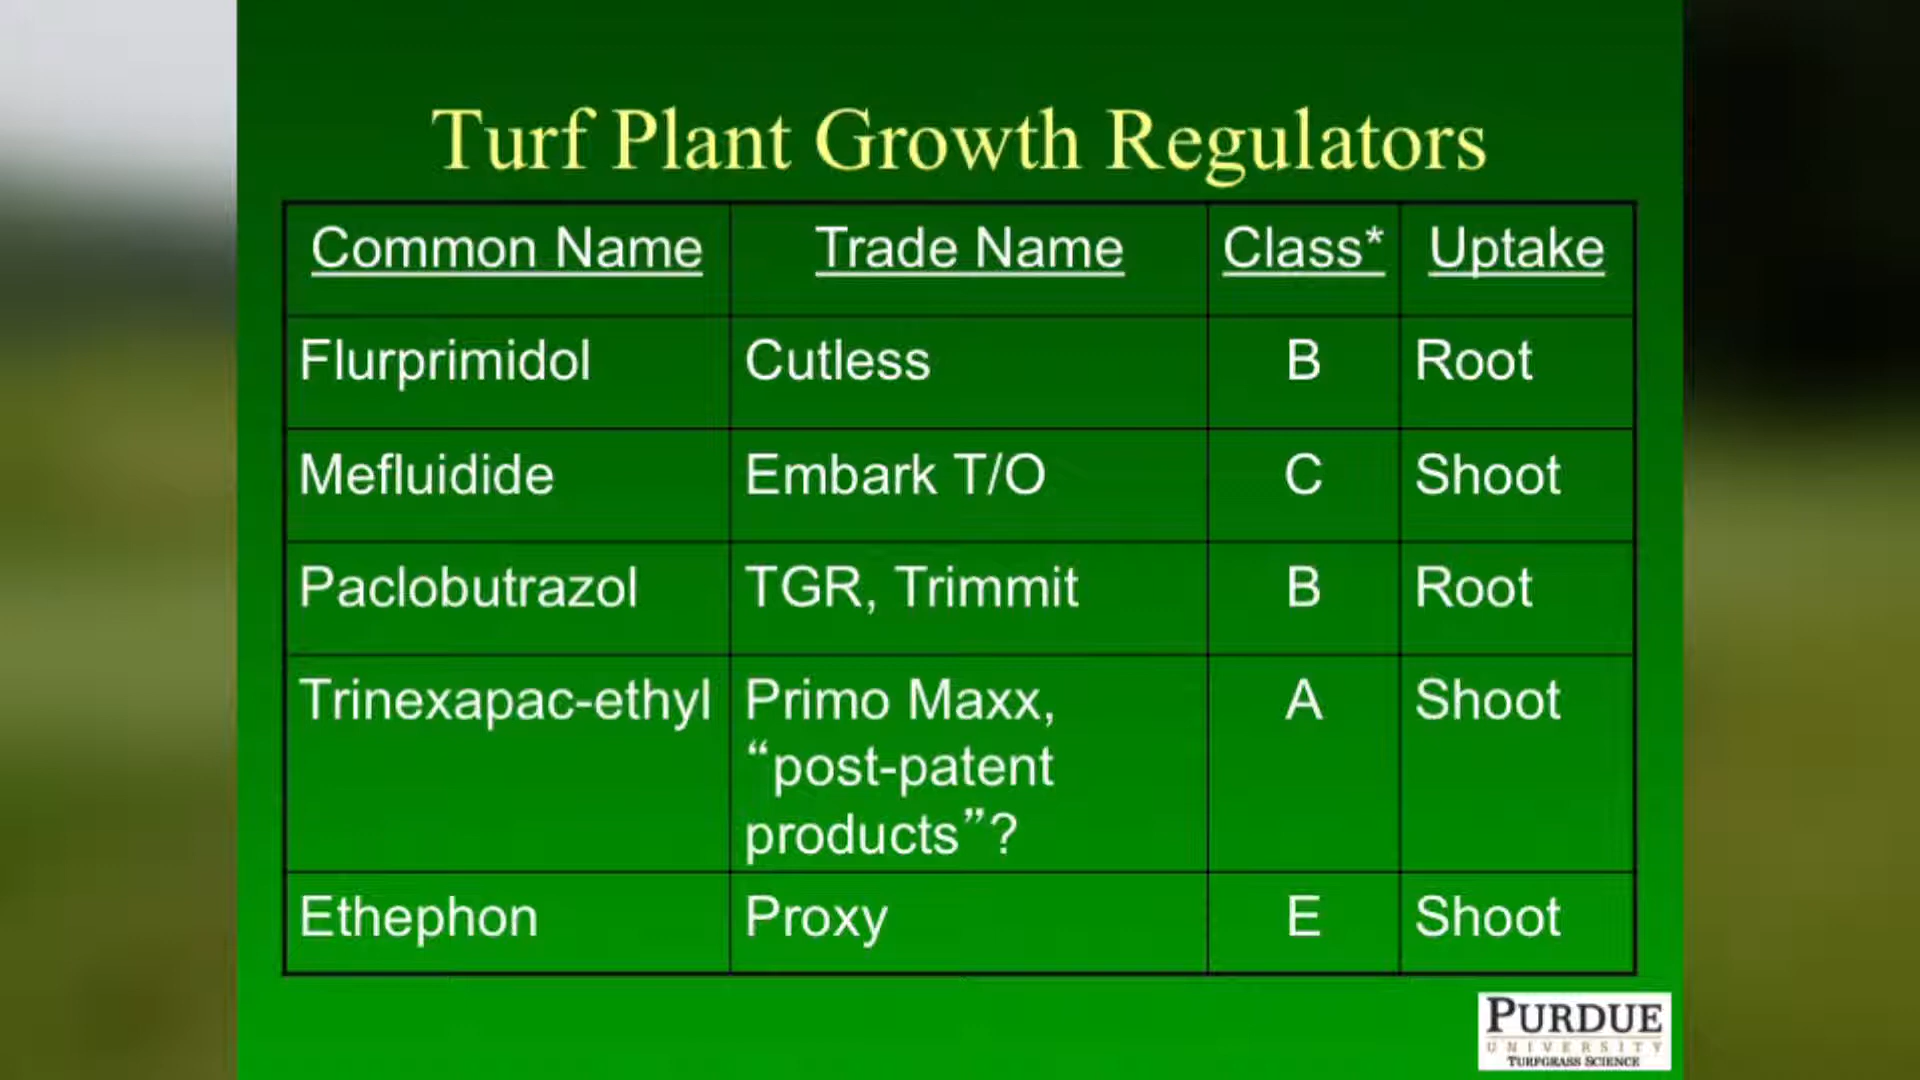 Turf Plant Growth Regulators
Common Name Trade Name Class* Uptake
Flurprimidol Cutless B Root
Mefluidide Embark T/O C Shoot
Paclobutrazol TGR, Trimmit B Root
Trinexapac-ethyl Primo Maxx, A Shoot
“post-patent
products”?
Ethephon Proxy E Shoot
PURDUE
UNIVERSITY
TURFGRASS SCIENCE